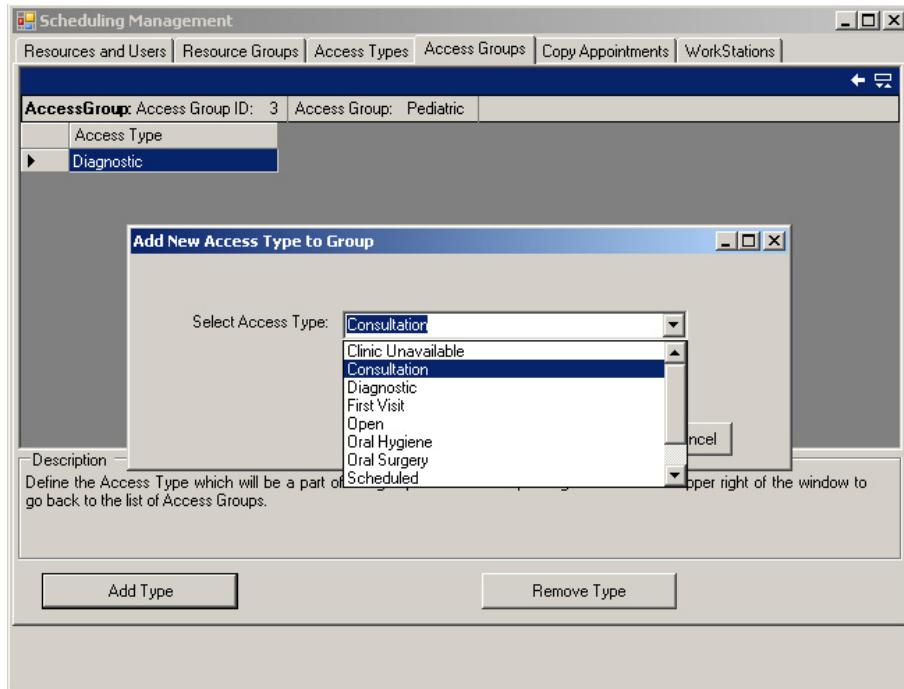 Scheduling Management
Resources and Users Resource Groups Access Types Access Groups Copy Appointments WorkStations
AccessGroup: Access Group ID: 3 Access Group: Pediatric
Access Type
Diagnostic
Add New Access Type to Group
Select Access Type: Consultation
Clinic Unavailable
Consultation
Diagnostic
First Visit
Open
Oral Hygiene
Oral Surgery
Scheduled
Description
Define the Access Type which will be a part of right of the window to
go back to the list of Access Groups.
Add Type Remove Type